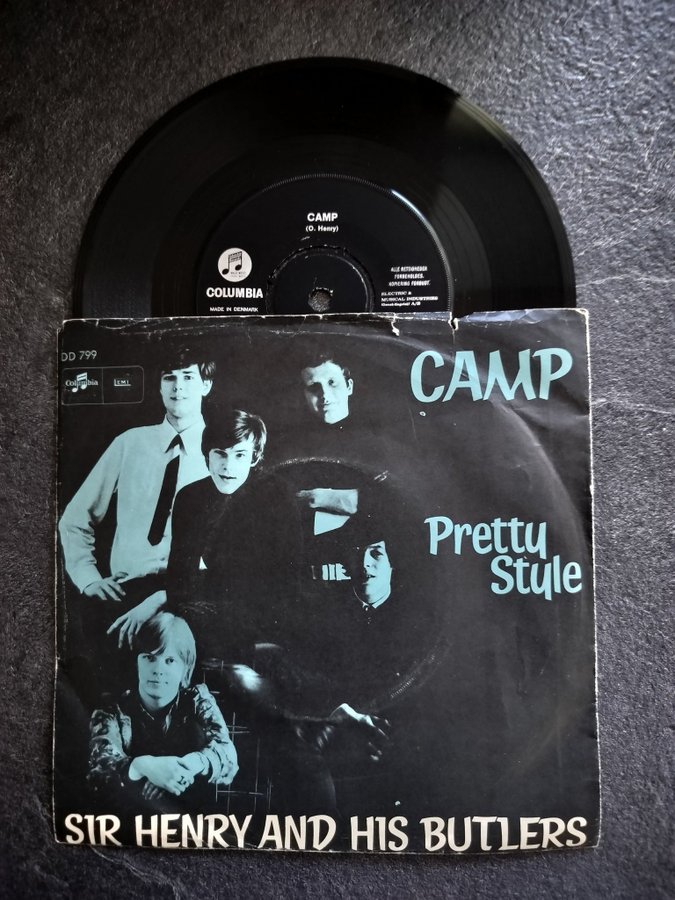 CAMP
(O. Henry)
COLUMBIA
MADE IN DENMARK
ALLE RETTIGHEDER
FORBEHOLDES.
KOPIERING FORBUDT.
ELECTRIC &
MUSICAL INDUSTRIES
DD 799
Columbia
EMI
CAMP
Pretty
Style
SIR HENRY AND HIS BUTLERS